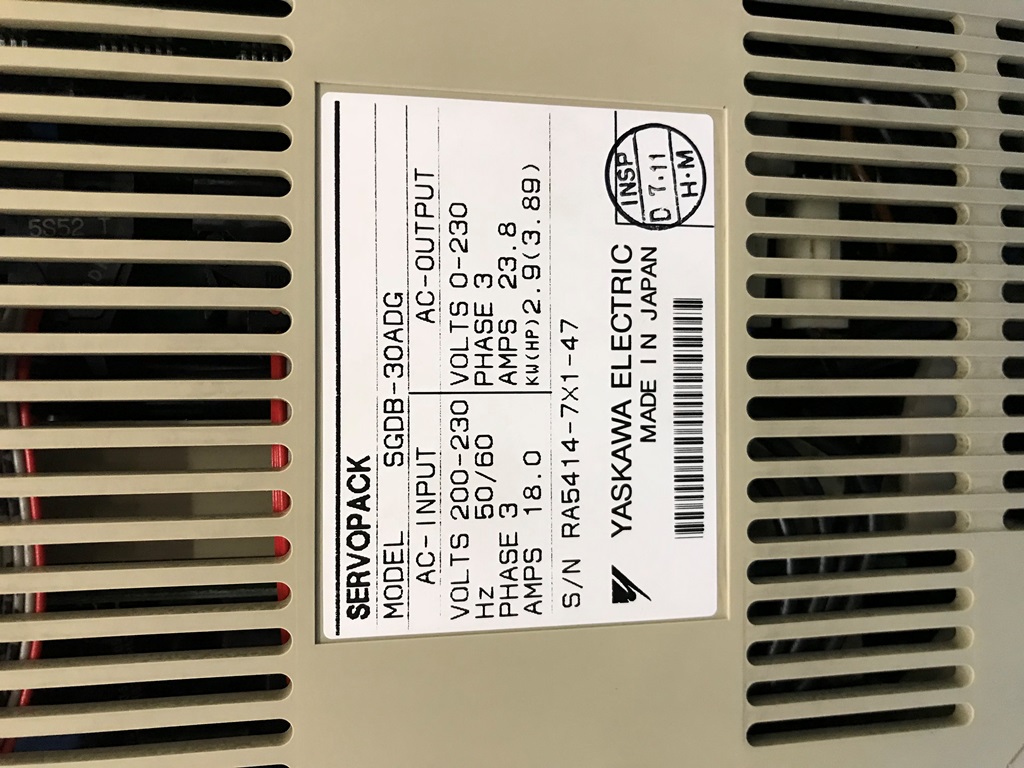 SERVOPACK
MODEL SGDB-30ADG
AC-INPUT AC-OUTPUT
VOLTS 200-230 VOLTS 0-230
Hz 50/60 PHASE 3
PHASE 3 AMPS 23.8
AMPS 18.0 KW(HP)2.9(3.89)
S/N RA5414-7X1-47
YASKAWA ELECTRIC
MADE IN JAPAN
INSP
D 7.11
H·M
5S52 T